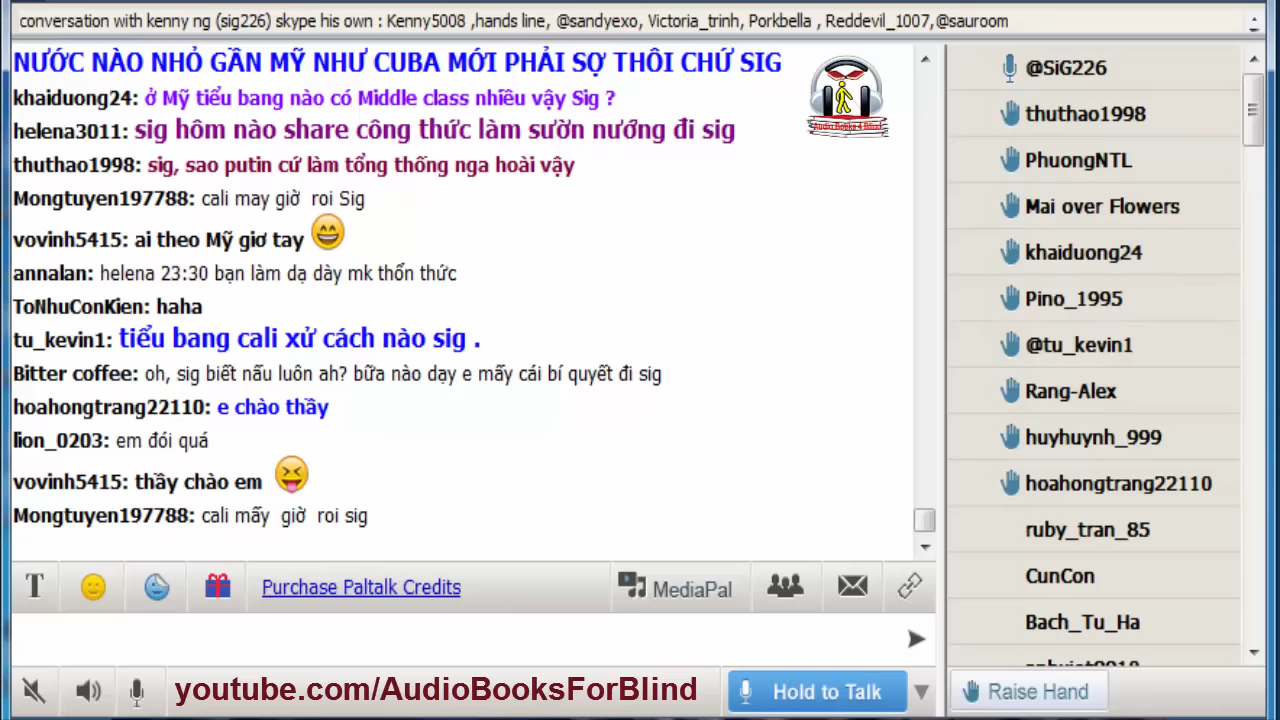 conversation with kenny ng (sig226) skype his own : Kenny5008 ,hands line, @sandyexo, Victoria_trinh, Porkbella , Reddevil_1007,@sauroom
NƯỚC NÀO NHỎ GẦN MỸ NHƯ CUBA MỚI PHẢI SỢ THÔI CHỨ SIG
khaiduong24: ở Mỹ tiểu bang nào có Middle class nhiều vậy Sig ?
helena3011: sig hôm nào share công thức làm sườn nướng đi sig
thuthao1998: sig, sao putin cứ làm tổng thống nga hoài vậy
Mongtuyen197788: cali may giờ roi Sig
vovinh5415: ai theo Mỹ giơ tay
annalan: helena 23:30 bạn làm dạ dày mk thổn thức
ToNhuConKien: haha
tu_kevin1: tiểu bang cali xử cách nào sig .
Bitter coffee: oh, sig biết nấu luôn ah? bữa nào dạy e mấy cái bí quyết đi sig
hoahongtrang22110: e chào thầy
lion_0203: em đói quá
vovinh5415: thầy chào em
Mongtuyen197788: cali mấy giờ roi sig
Audio Books 4 Blind
Purchase Paltalk Credits
MediaPal
youtube.com/AudioBooksForBlind
Hold to Talk
@SiG226
thuthao1998
PhuongNTL
Mai over Flowers
khaiduong24
Pino_1995
@tu_kevin1
Rang-Alex
huyhuynh_999
hoahongtrang22110
ruby_tran_85
CunCon
Bach_Tu_Ha
Raise Hand